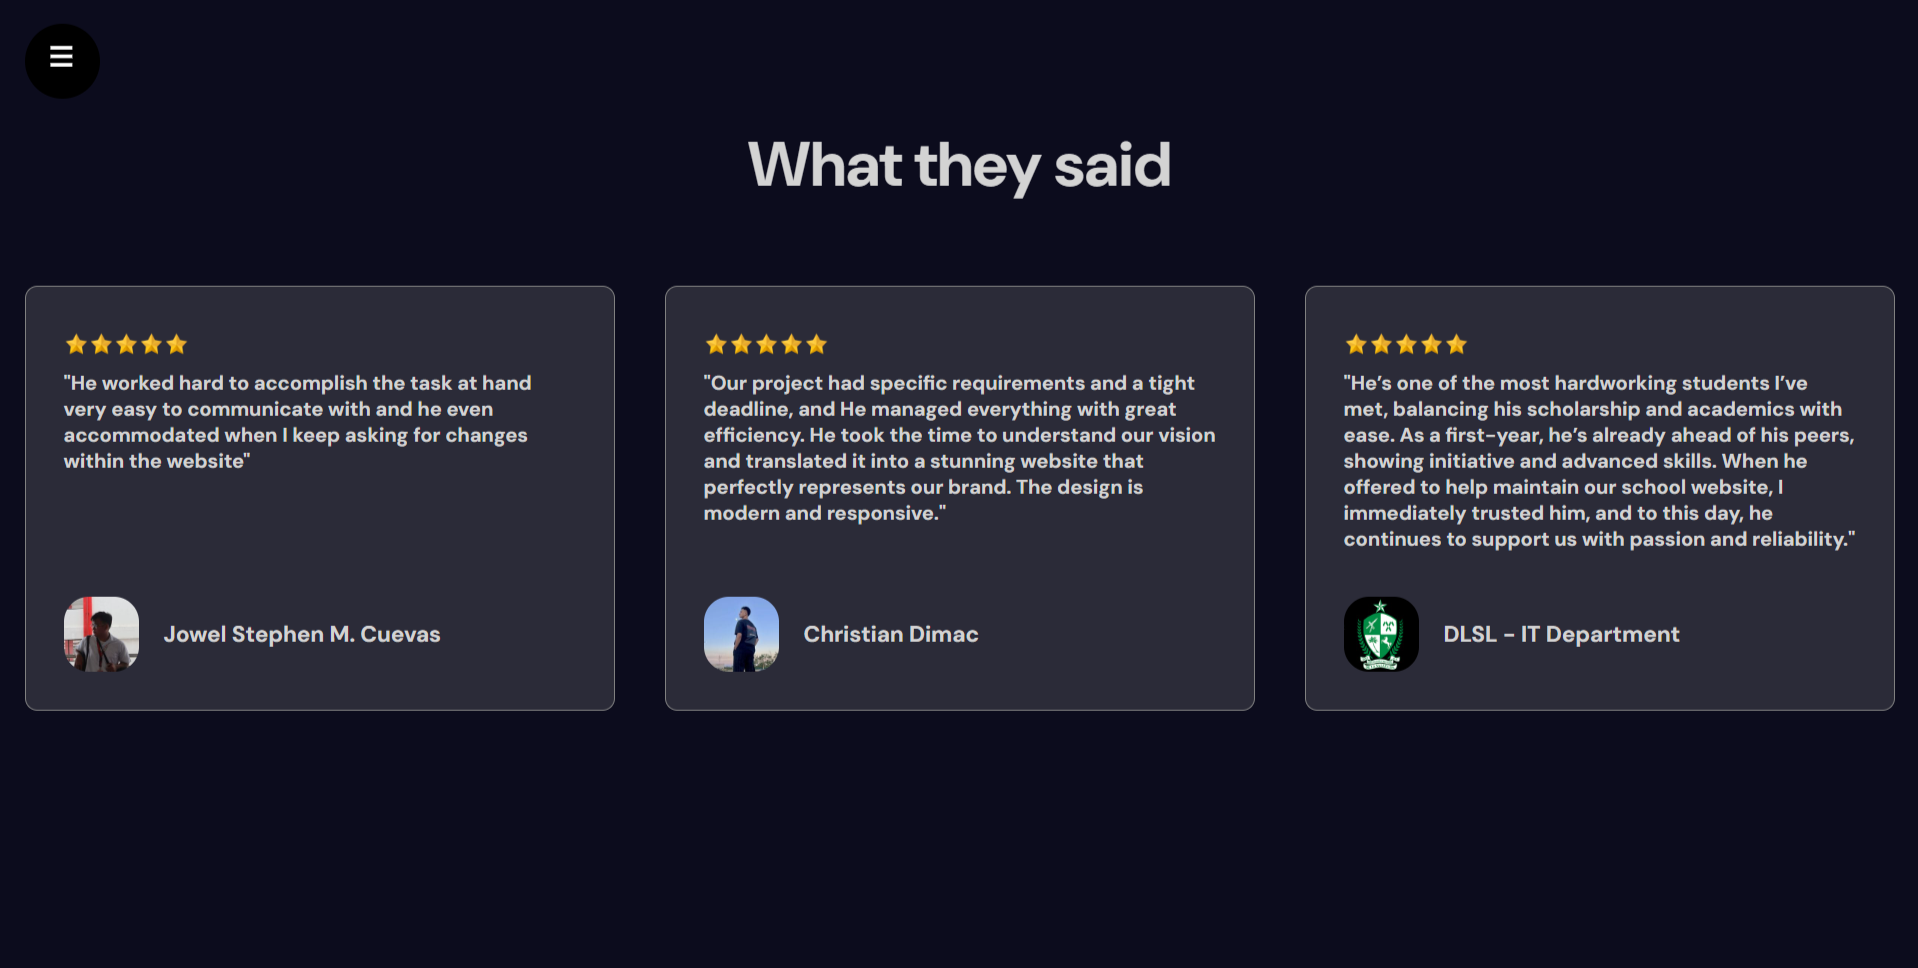 What they said
"He worked hard to accomplish the task at hand
very easy to communicate with and he even
accommodated when I keep asking for changes
within the website"
Jowel Stephen M. Cuevas
"Our project had specific requirements and a tight
deadline, and He managed everything with great
efficiency. He took the time to understand our vision
and translated it into a stunning website that
perfectly represents our brand. The design is
modern and responsive."
Christian Dimac
"He’s one of the most hardworking students I’ve
met, balancing his scholarship and academics with
ease. As a first-year, he’s already ahead of his peers,
showing initiative and advanced skills. When he
offered to help maintain our school website, I
immediately trusted him, and to this day, he
continues to support us with passion and reliability."
DLSL - IT Department